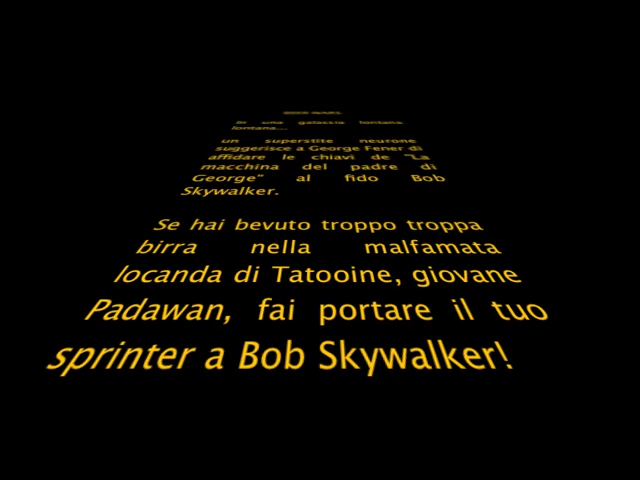 In una galassia lontana
lontana...
un superstite neurone
suggerisce a George Fener di
affidare le chiavi de "La
macchina del padre di
George" al fido Bob
Skywalker.
Se hai bevuto troppo troppa
birra nella malfamata
locanda di Tatooine, giovane
Padawan, fai portare il tuo
sprinter a Bob Skywalker!